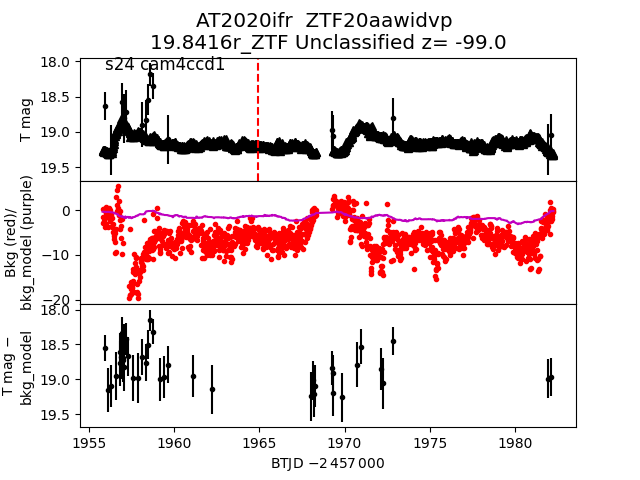 AT2020ifr  ZTF20aawidvp
19.8416r_ZTF Unclassified z= -99.0
s24 cam4ccd1
T mag
18.0
18.5
19.0
19.5
Bkg (red)/
bkg_model (purple)
0
−10
−20
T mag −
bkg_model
18.0
18.5
19.0
19.5
1955
1960
1965
1970
1975
1980
BTJD −2 457 000